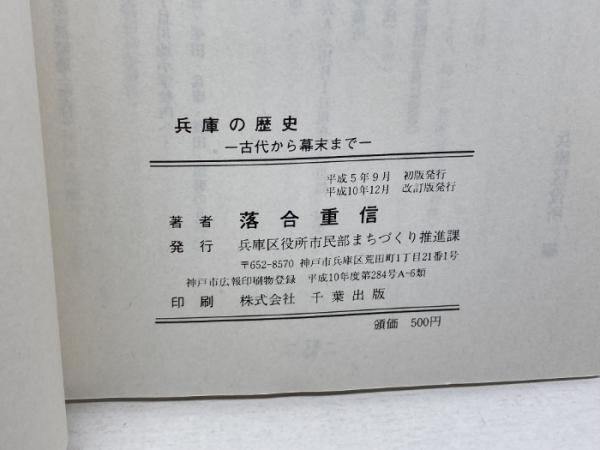 兵庫の歴史
―古代から幕末まで―
平成5年9月 初版発行
平成10年12月 改訂版発行
著者 落合重信
発行 兵庫区役所市民部まちづくり推進課
〒652-8570 神戸市兵庫区荒田町1丁目21番1号
神戸市広報印刷物登録 平成10年度第284号A-6類
印刷 株式会社 千葉出版
頒価 500円